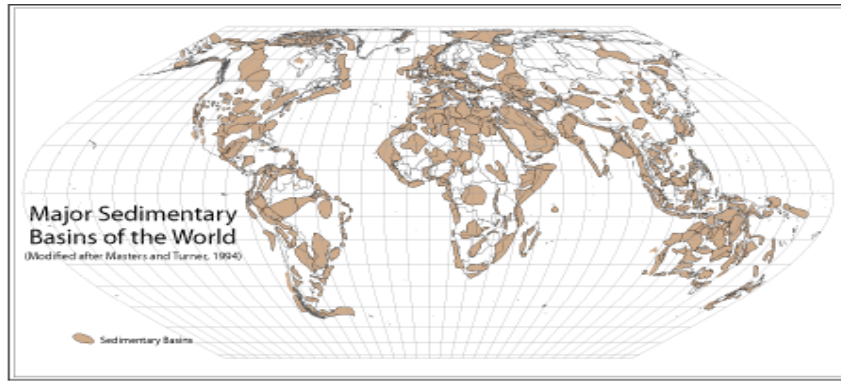 Major Sedimentary
Basins of the World
(Modified after Masters and Turner, 1994)
Sedimentary Basins